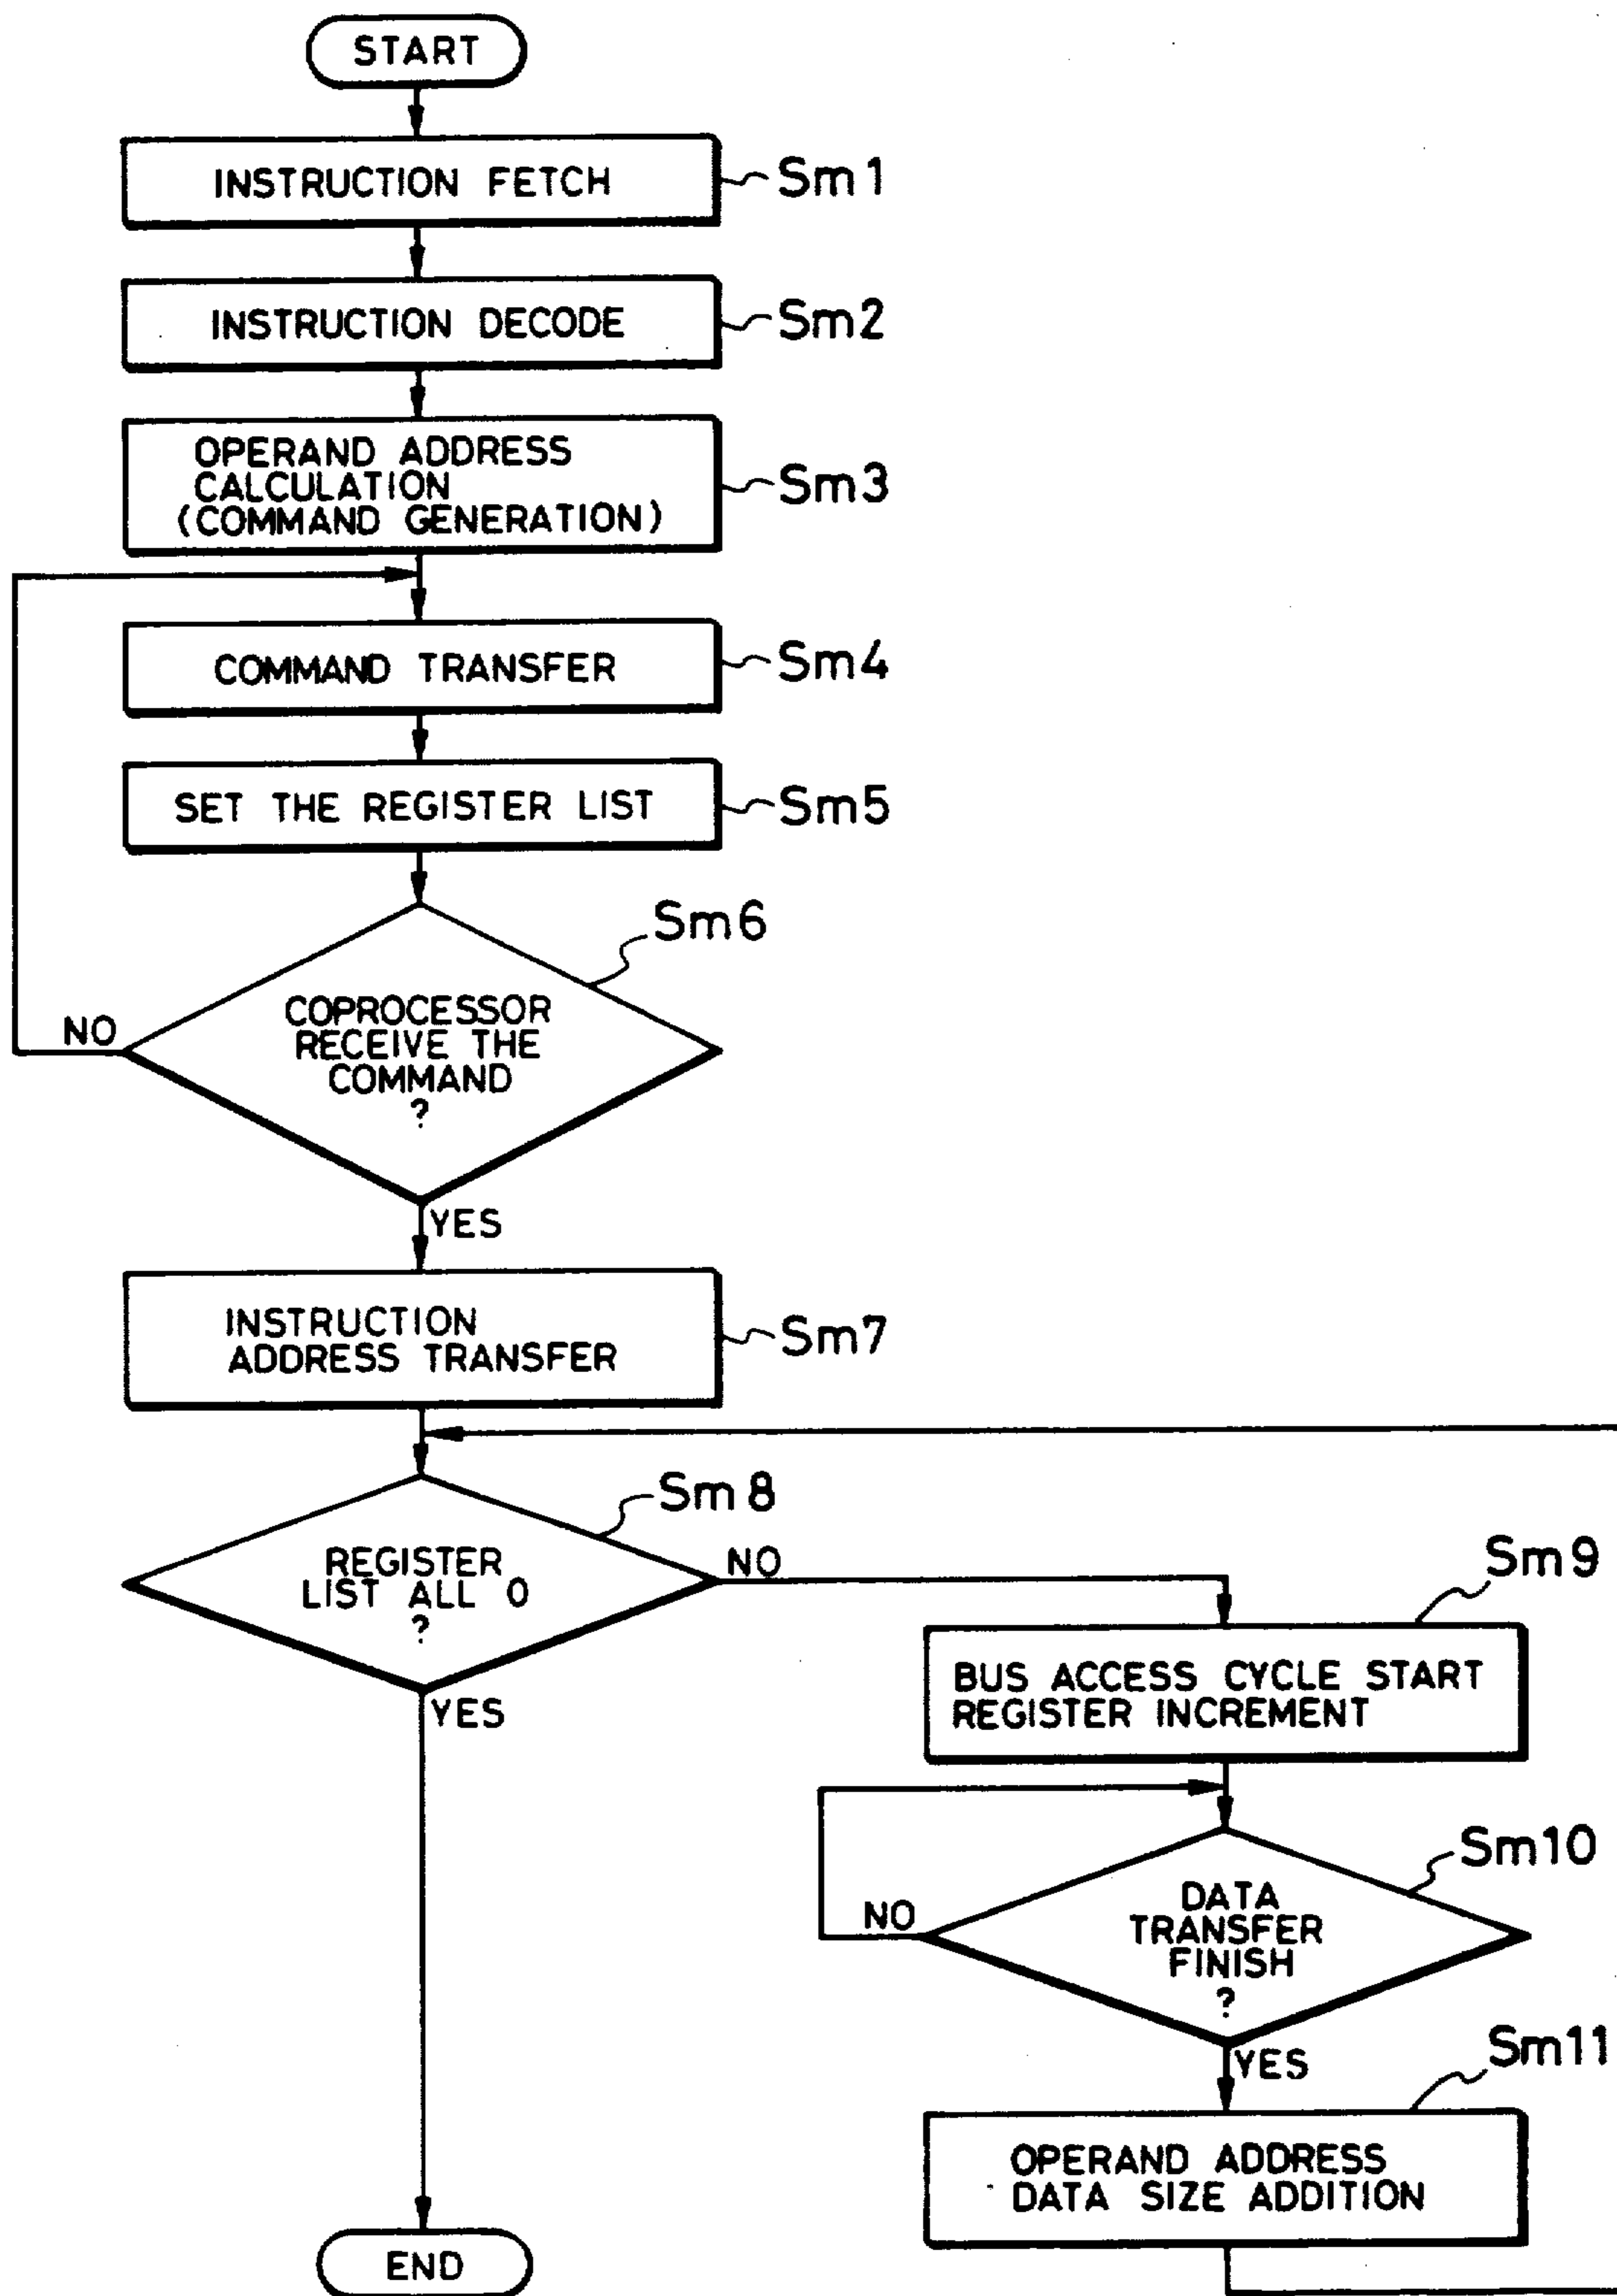 START
INSTRUCTION FETCH
Sm1
INSTRUCTION DECODE
Sm2
OPERAND ADDRESS
CALCULATION
(COMMAND GENERATION)
Sm3
COMMAND TRANSFER
Sm4
SET THE REGISTER LIST
Sm5
Sm6
COPROCESSOR
RECEIVE THE
COMMAND
?
NO
YES
INSTRUCTION
ADDRESS TRANSFER
Sm7
Sm8
REGISTER
LIST ALL 0
?
NO
YES
Sm9
BUS ACCESS CYCLE START
REGISTER INCREMENT
Sm10
DATA
TRANSFER
FINISH
?
NO
YES
Sm11
OPERAND ADDRESS
DATA SIZE ADDITION
END